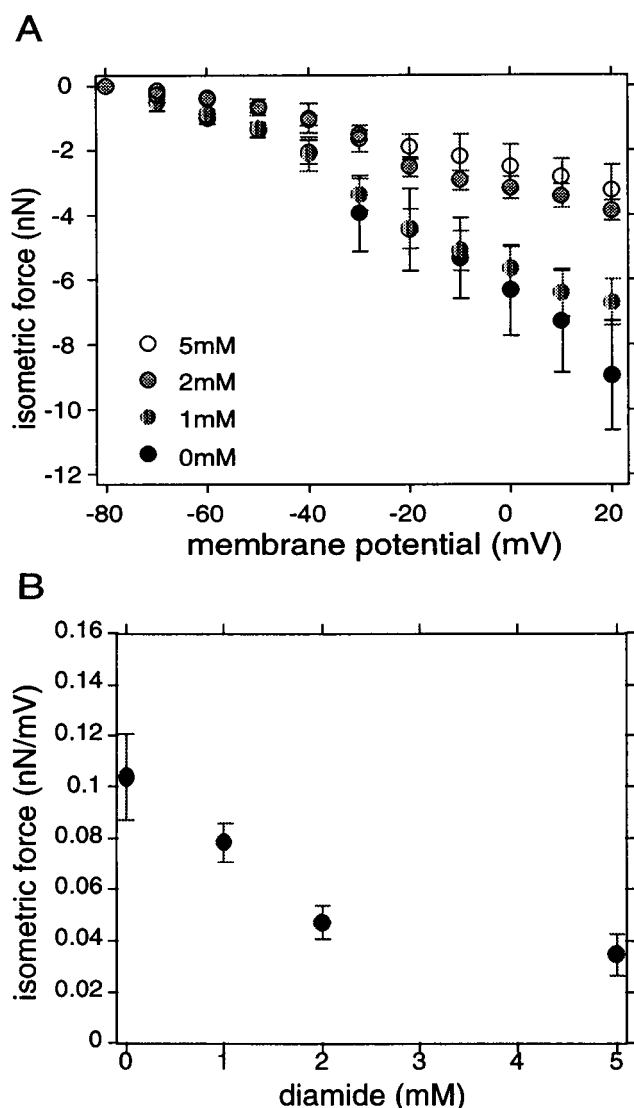 A
isometric force (nN)
0
-2
-4
-6
-8
-10
-12
5mM
2mM
1mM
0mM
-80 -60 -40 -20 0 20
membrane potential (mV)
B
isometric force (nN/mV)
0.16
0.14
0.12
0.1
0.08
0.06
0.04
0.02
0
0 1 2 3 4 5
diamide (mM)